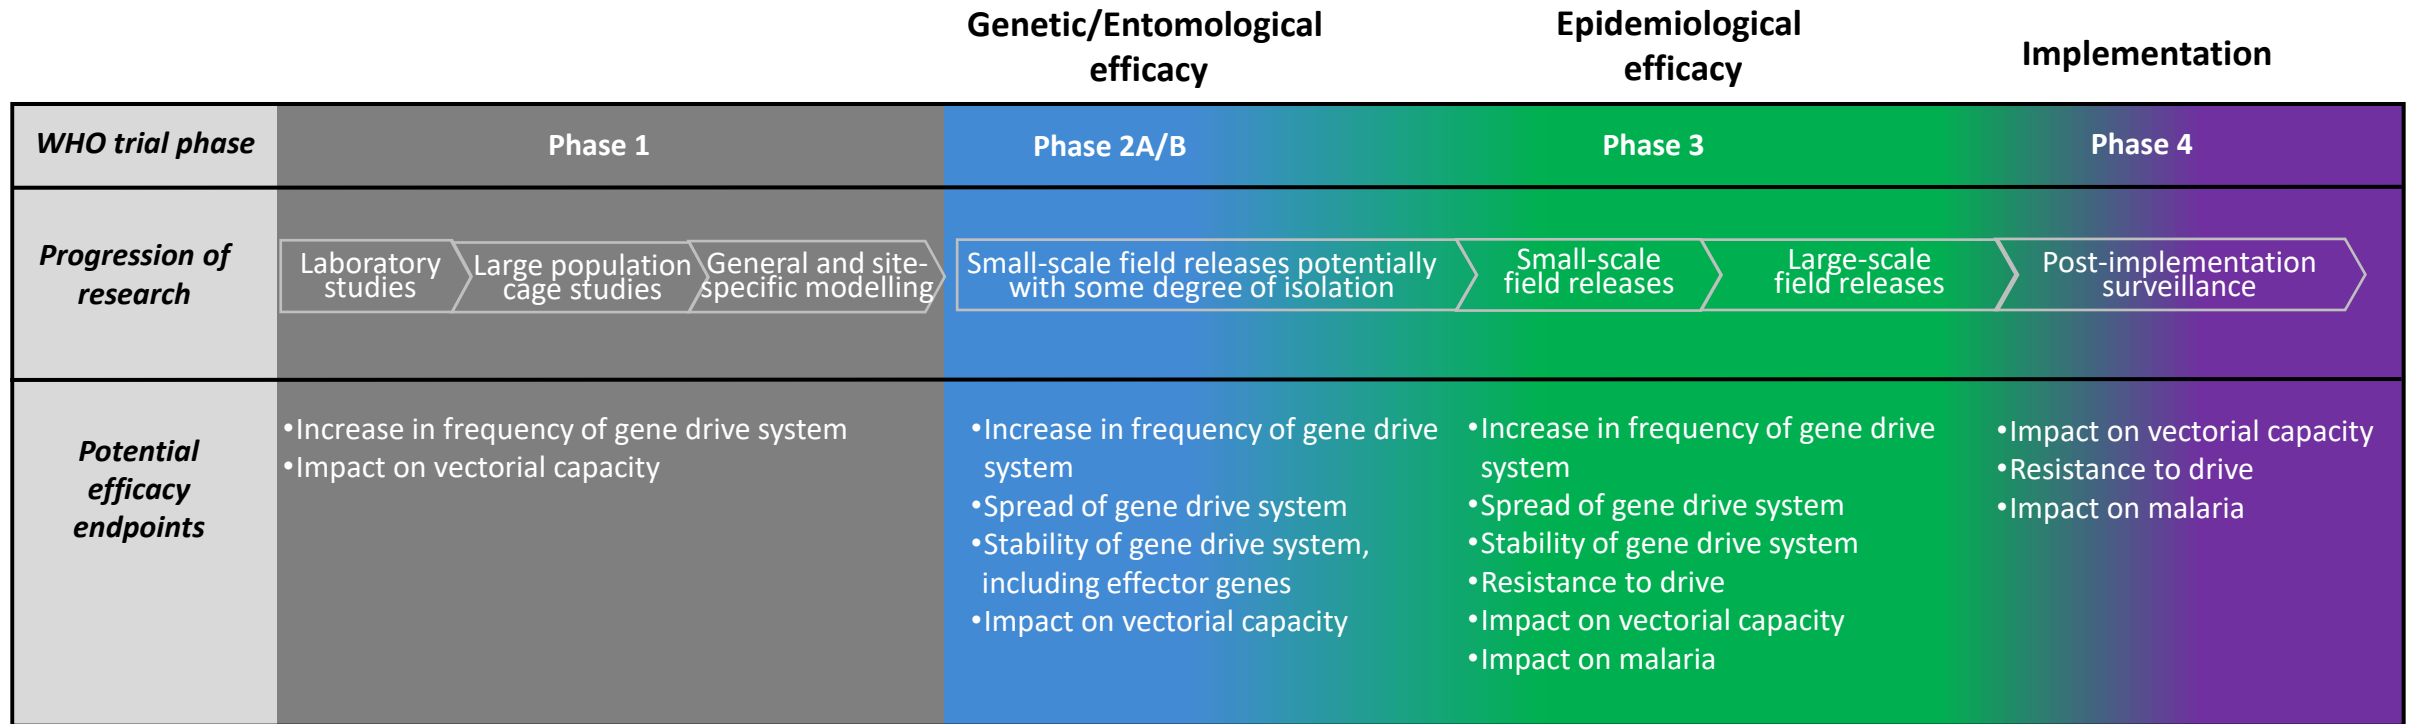 Genetic/Entomological
efficacy
Epidemiological
efficacy
Implementation
WHO trial phase
Phase 1
Phase 2A/B
Phase 3
Phase 4
Progression of
research
Laboratory
studies
Large population
cage studies
General and site-
specific modelling
Small-scale field releases potentially
with some degree of isolation
Small-scale
field releases
Large-scale
field releases
Post-implementation
surveillance
Potential
efficacy
endpoints
•Increase in frequency of gene drive system
•Impact on vectorial capacity
•Increase in frequency of gene drive
system
•Spread of gene drive system
•Stability of gene drive system,
including effector genes
•Impact on vectorial capacity
•Increase in frequency of gene drive
system
•Spread of gene drive system
•Stability of gene drive system
•Resistance to drive
•Impact on vectorial capacity
•Impact on malaria
•Impact on vectorial capacity
•Resistance to drive
•Impact on malaria